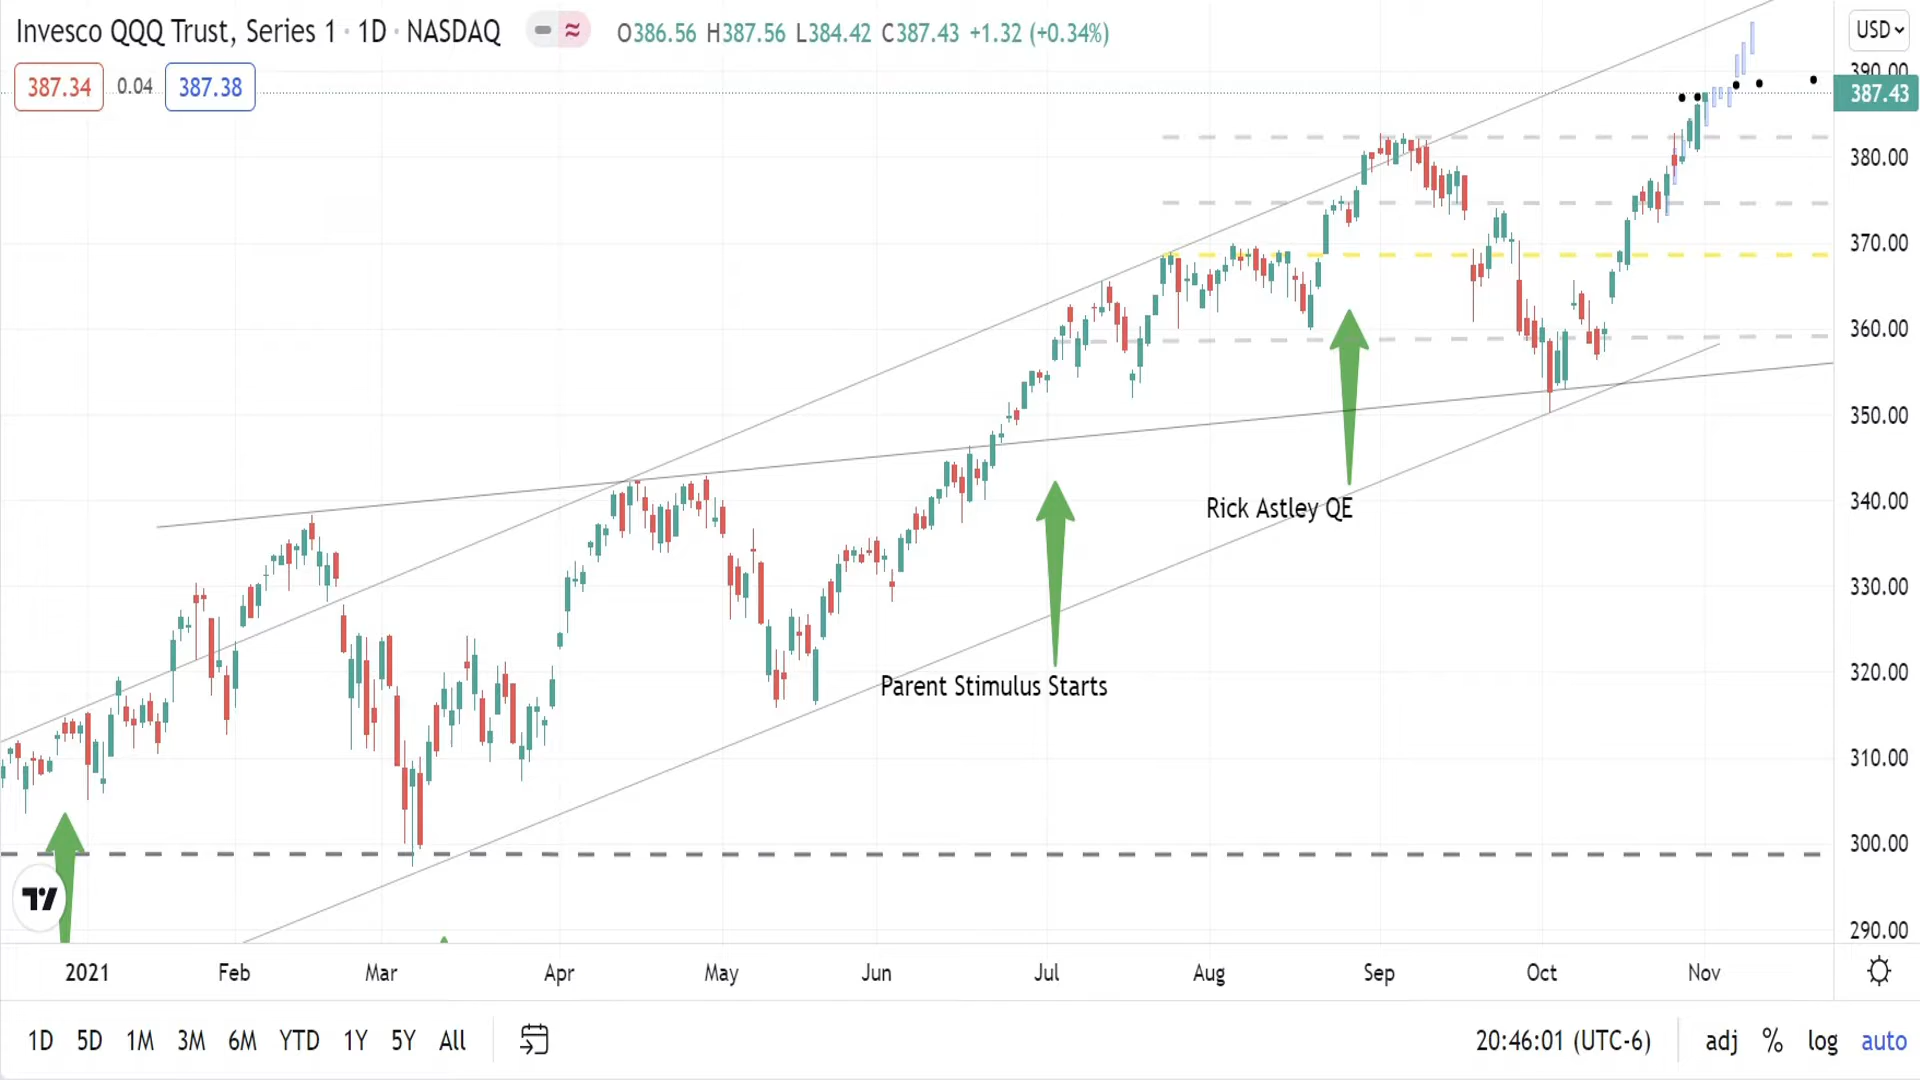 Invesco QQQ Trust, Series 1 · 1D · NASDAQ
O386.56 H387.56 L384.42 C387.43 +1.32 (+0.34%)
USD
387.34 0.04 387.38
390.00
387.43
380.00
370.00
360.00
350.00
340.00
330.00
320.00
310.00
300.00
290.00
Rick Astley QE
Parent Stimulus Starts
2021 Feb Mar Apr May Jun Jul Aug Sep Oct Nov
1D 5D 1M 3M 6M YTD 1Y 5Y All
20:46:01 (UTC-6) adj % log auto